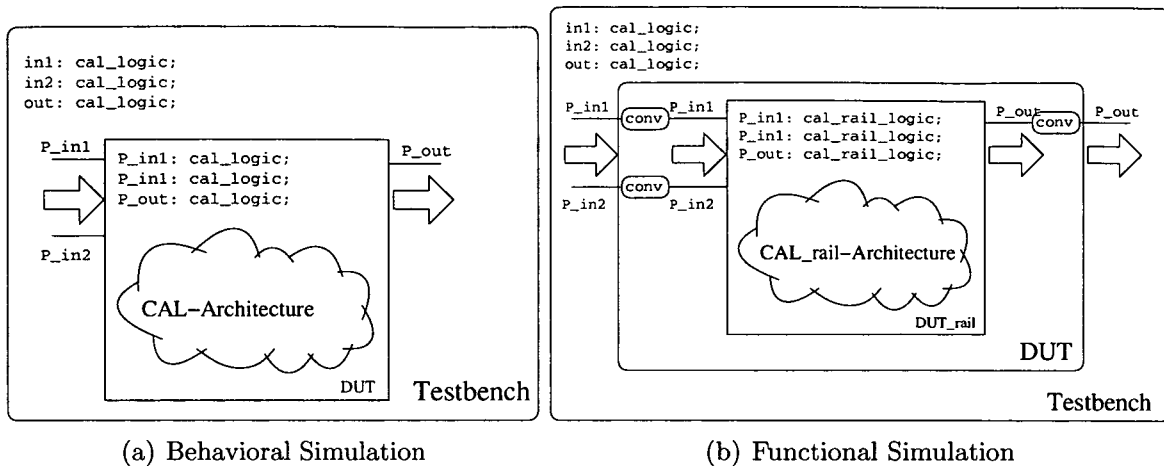 in1: cal_logic;
in2: cal_logic;
out: cal_logic;
P_in1
P_in1: cal_logic;
P_in1: cal_logic;
P_out: cal_logic;
P_out
P_in2
CAL-Architecture
DUT
Testbench
(a) Behavioral Simulation
in1: cal_logic;
in2: cal_logic;
out: cal_logic;
P_in1
conv
P_in1
P_in1: cal_rail_logic;
P_in1: cal_rail_logic;
P_out: cal_rail_logic;
P_out
conv
P_out
conv
P_in2
P_in2
CAL_rail-Architecture
DUT_rail
DUT
Testbench
(b) Functional Simulation